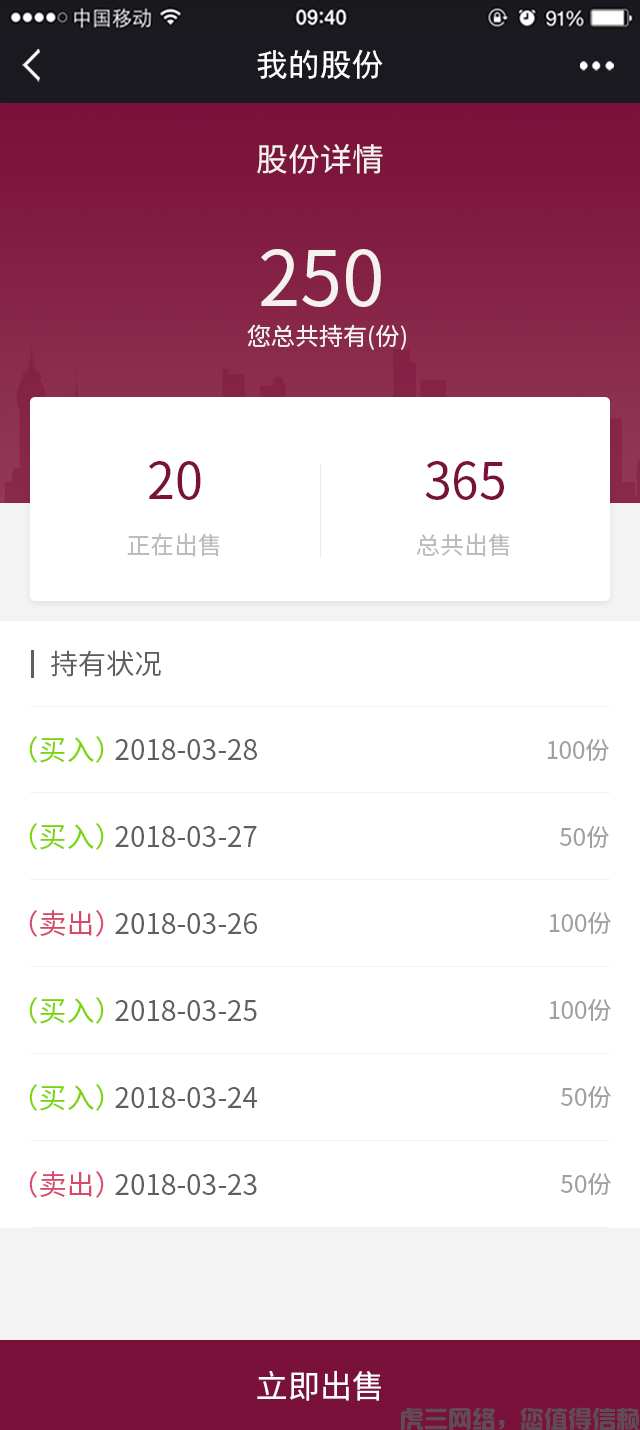 中国移动 09:40 91%
我的股份
股份详情
250
您总共持有(份)
20 365
正在出售 总共出售
持有状况
(买入) 2018-03-28 100份
(买入) 2018-03-27 50份
(卖出) 2018-03-26 100份
(买入) 2018-03-25 100份
(买入) 2018-03-24 50份
(卖出) 2018-03-23 50份
立即出售
虎三网络，您值得信赖